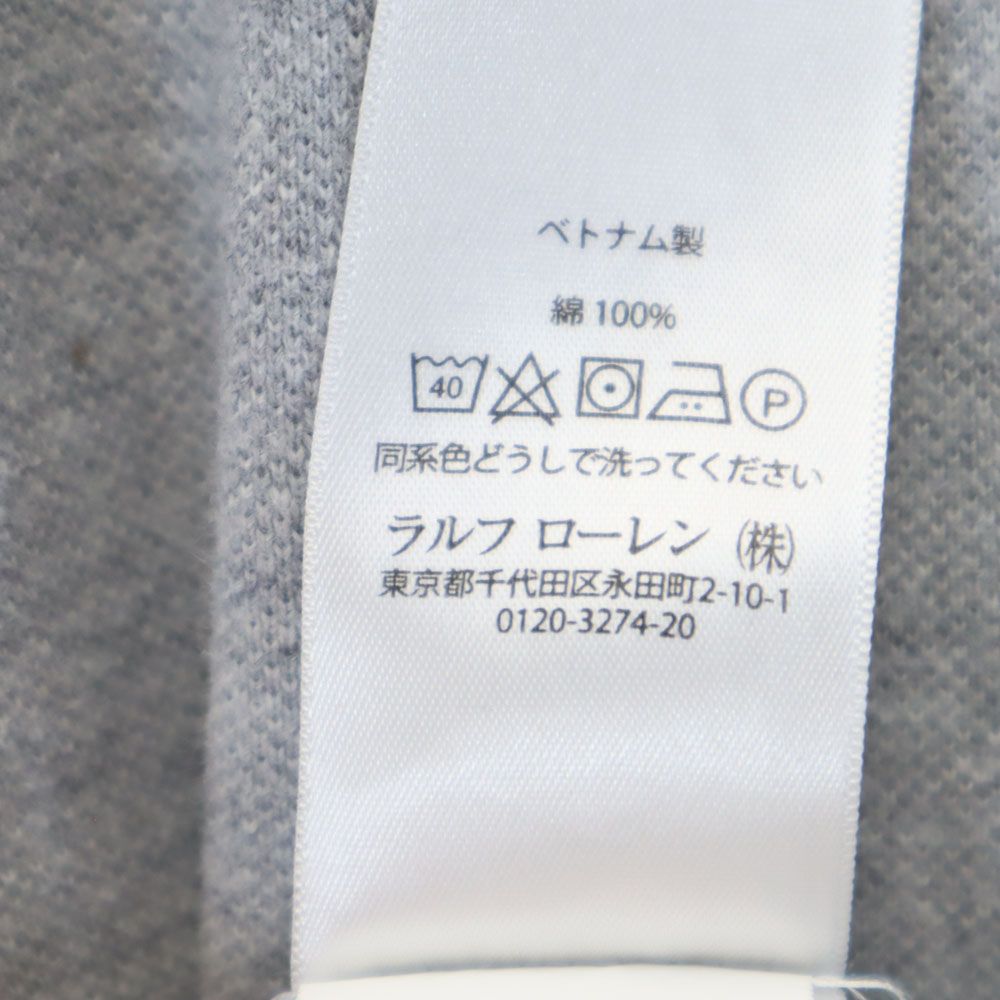 ベトナム製
綿 100%
40
P
同系色どうしで洗ってください
ラルフ ローレン (株)
東京都千代田区永田町2-10-1
0120-3274-20